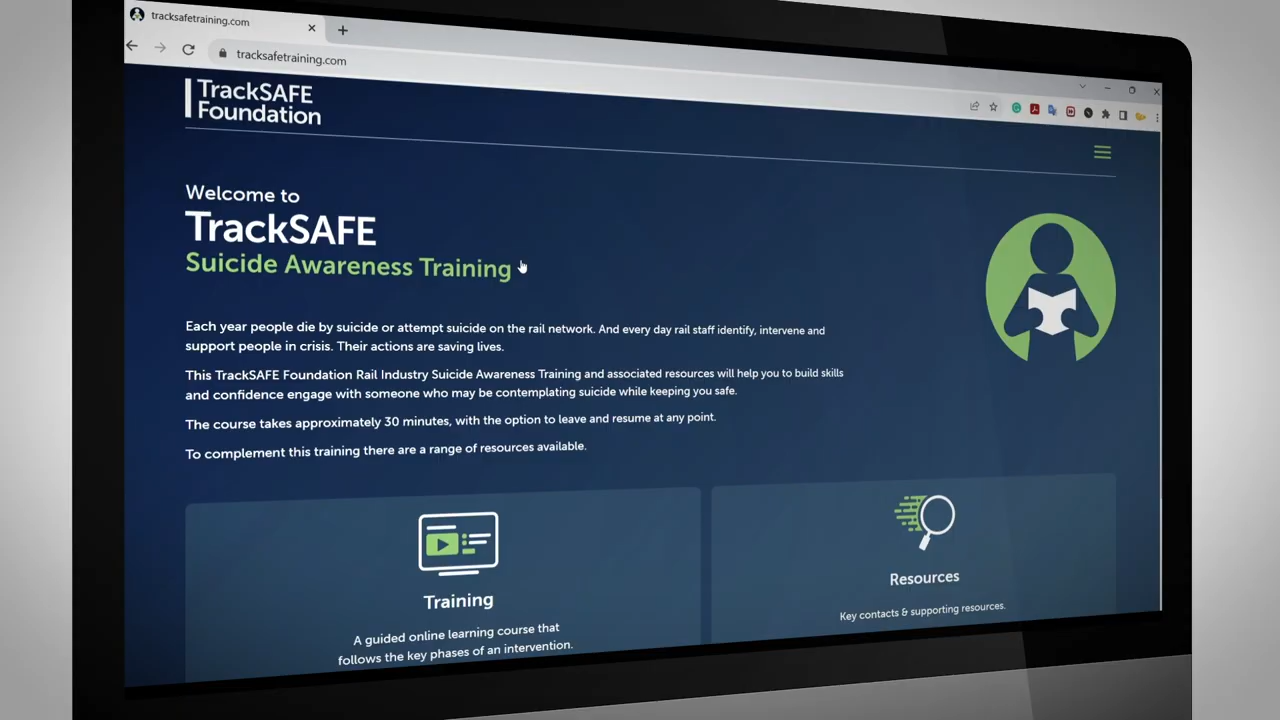 tracksafetraining.com
tracksafetraining.com
TrackSAFE
Foundation
Welcome to
TrackSAFE
Suicide Awareness Training
Each year people die by suicide or attempt suicide on the rail network. And every day rail staff identify, intervene and
support people in crisis. Their actions are saving lives.
This TrackSAFE Foundation Rail Industry Suicide Awareness Training and associated resources will help you to build skills
and confidence engage with someone who may be contemplating suicide while keeping you safe.
The course takes approximately 30 minutes, with the option to leave and resume at any point.
To complement this training there are a range of resources available.
Training
A guided online learning course that
follows the key phases of an intervention.
Resources
Key contacts & supporting resources.